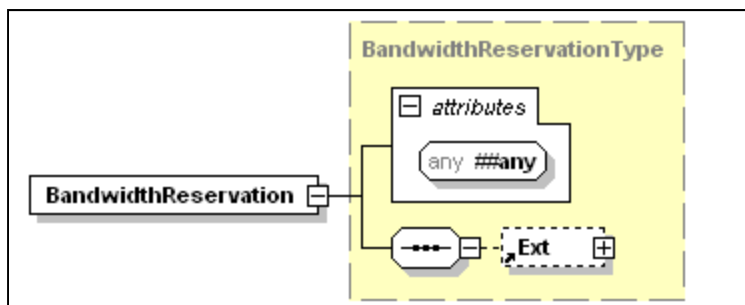 BandwidthReservationType
attributes
any ##any
BandwidthReservation
Ext